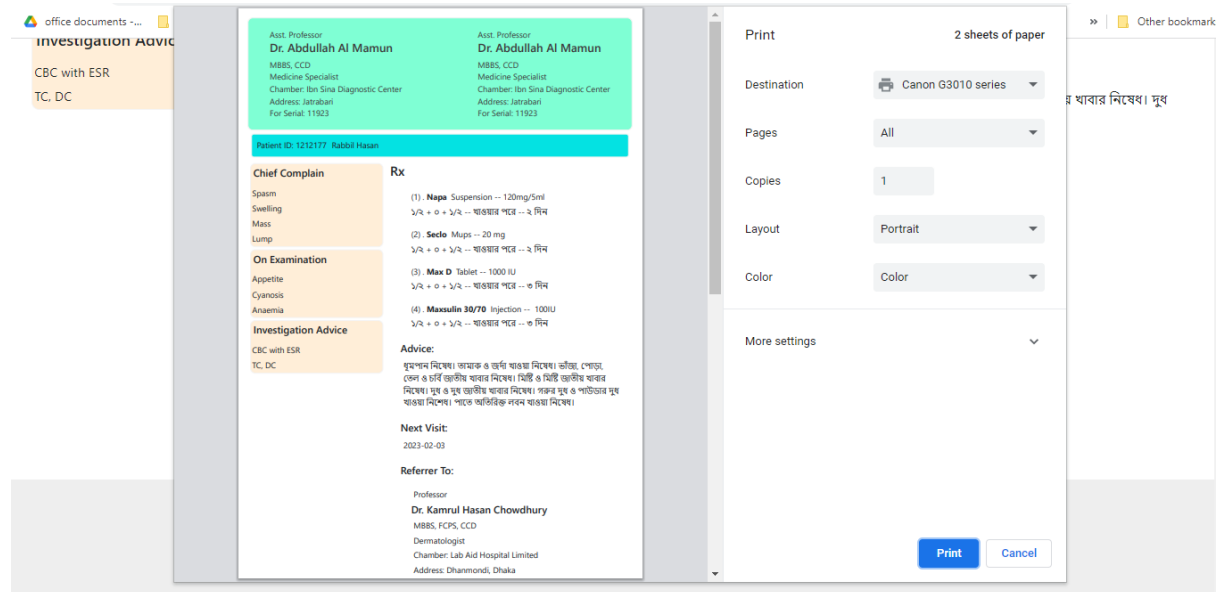 office documents -...
» Other bookmark
Investigation Advic
CBC with ESR
TC, DC
য় খাবার নিষেধ। দুধ
Asst. Professor
Dr. Abdullah Al Mamun
MBBS, CCD
Medicine Specialist
Chamber: Ibn Sina Diagnostic Center
Address: Jatrabari
For Serial: 11923
Asst. Professor
Dr. Abdullah Al Mamun
MBBS, CCD
Medicine Specialist
Chamber: Ibn Sina Diagnostic Center
Address: Jatrabari
For Serial: 11923
Patient ID: 1212177 Rabbil Hasan
Chief Complain
Spasm
Swelling
Mass
Lump
On Examination
Appetite
Cyanosis
Anaemia
Investigation Advice
CBC with ESR
TC, DC
Rx
(1) . Napa Suspension -- 120mg/5ml
১/২ + ০ + ১/২ -- খাওয়ার পরে -- ২ দিন
(2) . Seclo Mups -- 20 mg
১/২ + ০ + ১/২ -- খাওয়ার পরে -- ২ দিন
(3) . Max D Tablet -- 1000 IU
১/২ + ০ + ১/২ -- খাওয়ার পরে -- ৩ দিন
(4) . Maxsulin 30/70 Injection -- 100IU
১/২ + ০ + ১/২ -- খাওয়ার পরে -- ৩ দিন
Advice:
ধূমপান নিষেধ। তামাক ও জর্দা খাওয়া নিষেধ। ভাঁজা, পোড়া,
তেল ও চর্বি জাতীয় খাবার নিষেধ। মিষ্টি ও মিষ্টি জাতীয় খাবার
নিষেধ। দুধ ও দুধ জাতীয় খাবার নিষেধ। গরুর দুধ ও পাউডার দুধ
খাওয়া নিশেধ। পাতে অতিরিক্ত লবন খাওয়া নিষেধ।
Next Visit:
2023-02-03
Referrer To:
Professor
Dr. Kamrul Hasan Chowdhury
MBBS, FCPS, CCD
Dermatologist
Chamber: Lab Aid Hospital Limited
Address: Dhanmondi, Dhaka
Print 2 sheets of paper
Destination Canon G3010 series
Pages All
Copies 1
Layout Portrait
Color Color
More settings
Print Cancel